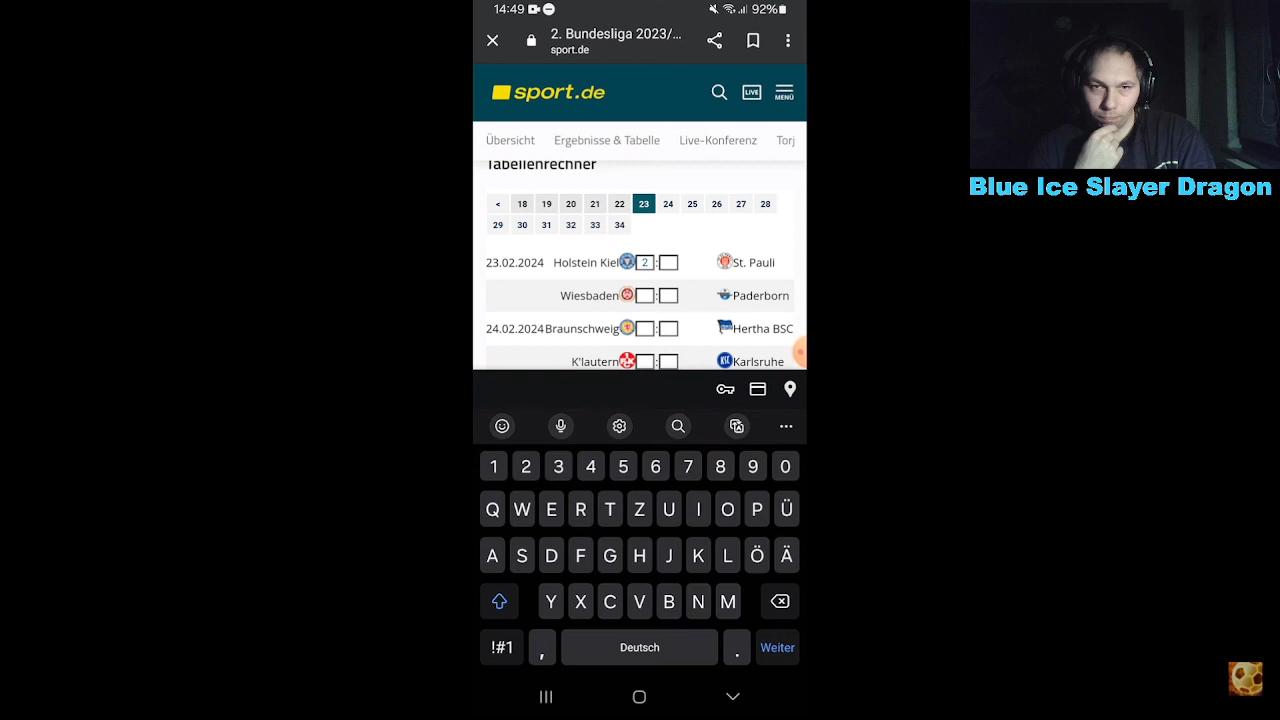 14:49 92%
2. Bundesliga 2023/...
sport.de
sport.de LIVE MENÜ
Übersicht Ergebnisse & Tabelle Live-Konferenz Torj
Tabellenrechner
< 18 19 20 21 22 23 24 25 26 27 28
29 30 31 32 33 34
23.02.2024 Holstein Kiel 2 : St. Pauli
Wiesbaden : Paderborn
24.02.2024 Braunschweig : Hertha BSC
K'lautern : Karlsruhe
1 2 3 4 5 6 7 8 9 0
Q W E R T Z U I O P Ü
A S D F G H J K L Ö Ä
Y X C V B N M
!#1 , Deutsch . Weiter
Blue Ice Slayer Dragon